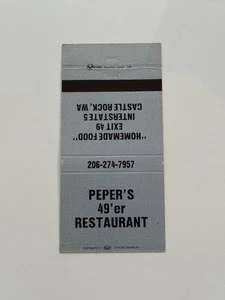 "HOMEMADE FOOD"
EXIT 49
INTERSTATE 5
CASTLE ROCK, WA
206-274-7957
PEPER'S
49'er
RESTAURANT